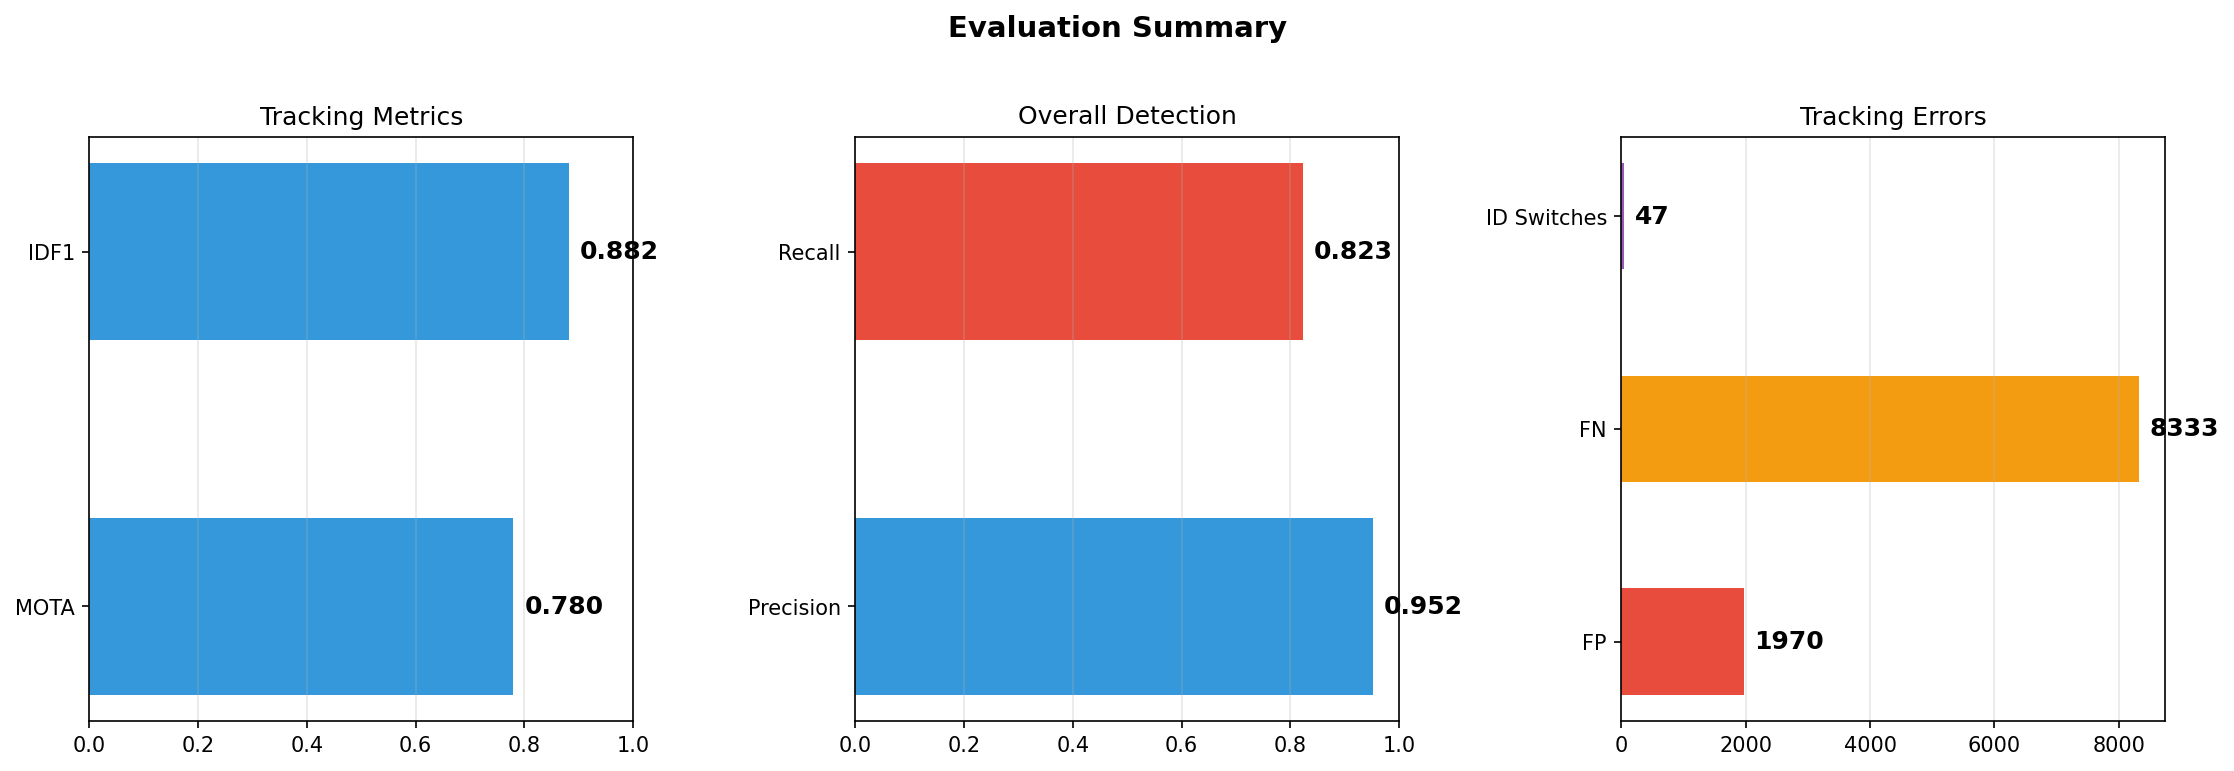 Evaluation Summary
Tracking Metrics
IDF1
0.882
MOTA
0.780
0.0 0.2 0.4 0.6 0.8 1.0
Overall Detection
Recall
0.823
Precision
0.952
0.0 0.2 0.4 0.6 0.8 1.0
Tracking Errors
ID Switches
47
FN
8333
FP
1970
0 2000 4000 6000 8000